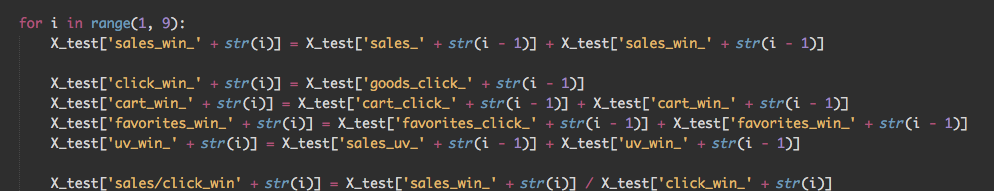 for i in range(1, 9):
X_test['sales_win_' + str(i)] = X_test['sales_' + str(i - 1)] + X_test['sales_win_' + str(i - 1)]
X_test['click_win_' + str(i)] = X_test['goods_click_' + str(i - 1)]
X_test['cart_win_' + str(i)] = X_test['cart_click_' + str(i - 1)] + X_test['cart_win_' + str(i - 1)]
X_test['favorites_win_' + str(i)] = X_test['favorites_click_' + str(i - 1)] + X_test['favorites_win_' + str(i - 1)]
X_test['uv_win_' + str(i)] = X_test['sales_uv_' + str(i - 1)] + X_test['uv_win_' + str(i - 1)]
X_test['sales/click_win' + str(i)] = X_test['sales_win_' + str(i)] / X_test['click_win_' + str(i)]